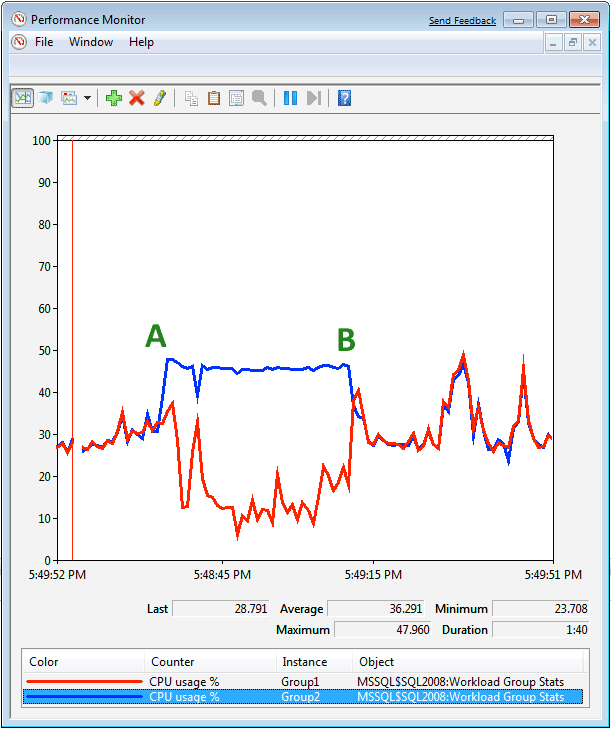 Performance Monitor Send Feedback
File Window Help
100
90
80
70
60
A B
50
40
30
20
10
0
5:49:52 PM 5:48:45 PM 5:49:15 PM 5:49:51 PM
Last 28.791 Average 36.291 Minimum 23.708
Maximum 47.960 Duration 1:40
Color Counter Instance Object
CPU usage % Group1 MSSQL$SQL2008:Workload Group Stats
CPU usage % Group2 MSSQL$SQL2008:Workload Group Stats